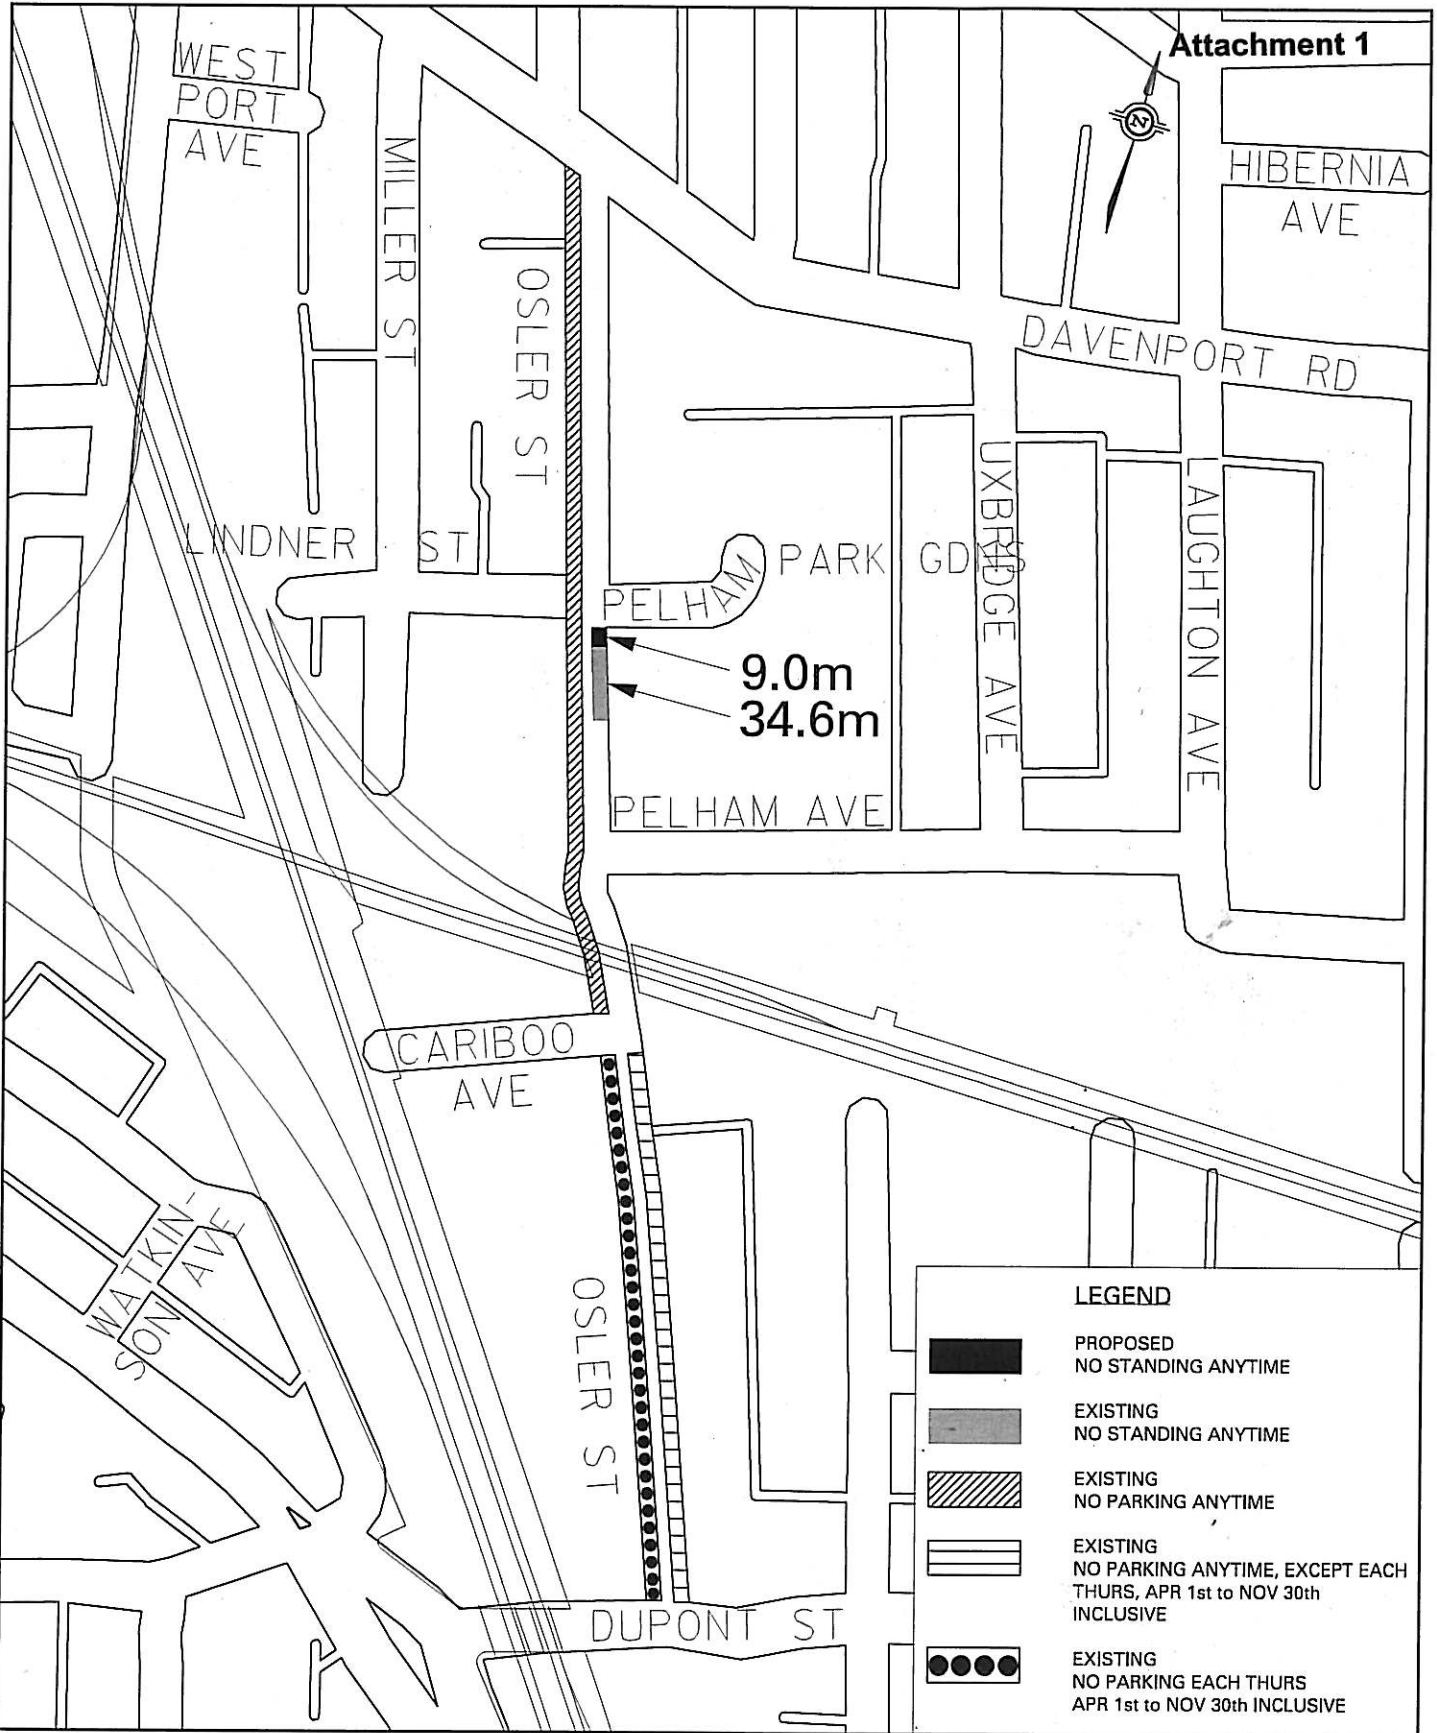 Attachment 1
WEST
PORT
AVE
N
HIBERNIA
AVE
MILLER ST
OSLER ST
DAVENPORT RD
LINDNER ST
PELHAM PARK GDNS
UXBRIDGE AVE
LAUGHTON AVE
9.0m
34.6m
PELHAM AVE
CARIBOO
AVE
WATKIN-
SON AVE
OSLER ST
DUPONT ST
LEGEND
PROPOSED
NO STANDING ANYTIME
EXISTING
NO STANDING ANYTIME
EXISTING
NO PARKING ANYTIME
EXISTING
NO PARKING ANYTIME, EXCEPT EACH
THURS, APR 1st to NOV 30th
INCLUSIVE
EXISTING
NO PARKING EACH THURS
APR 1st to NOV 30th INCLUSIVE